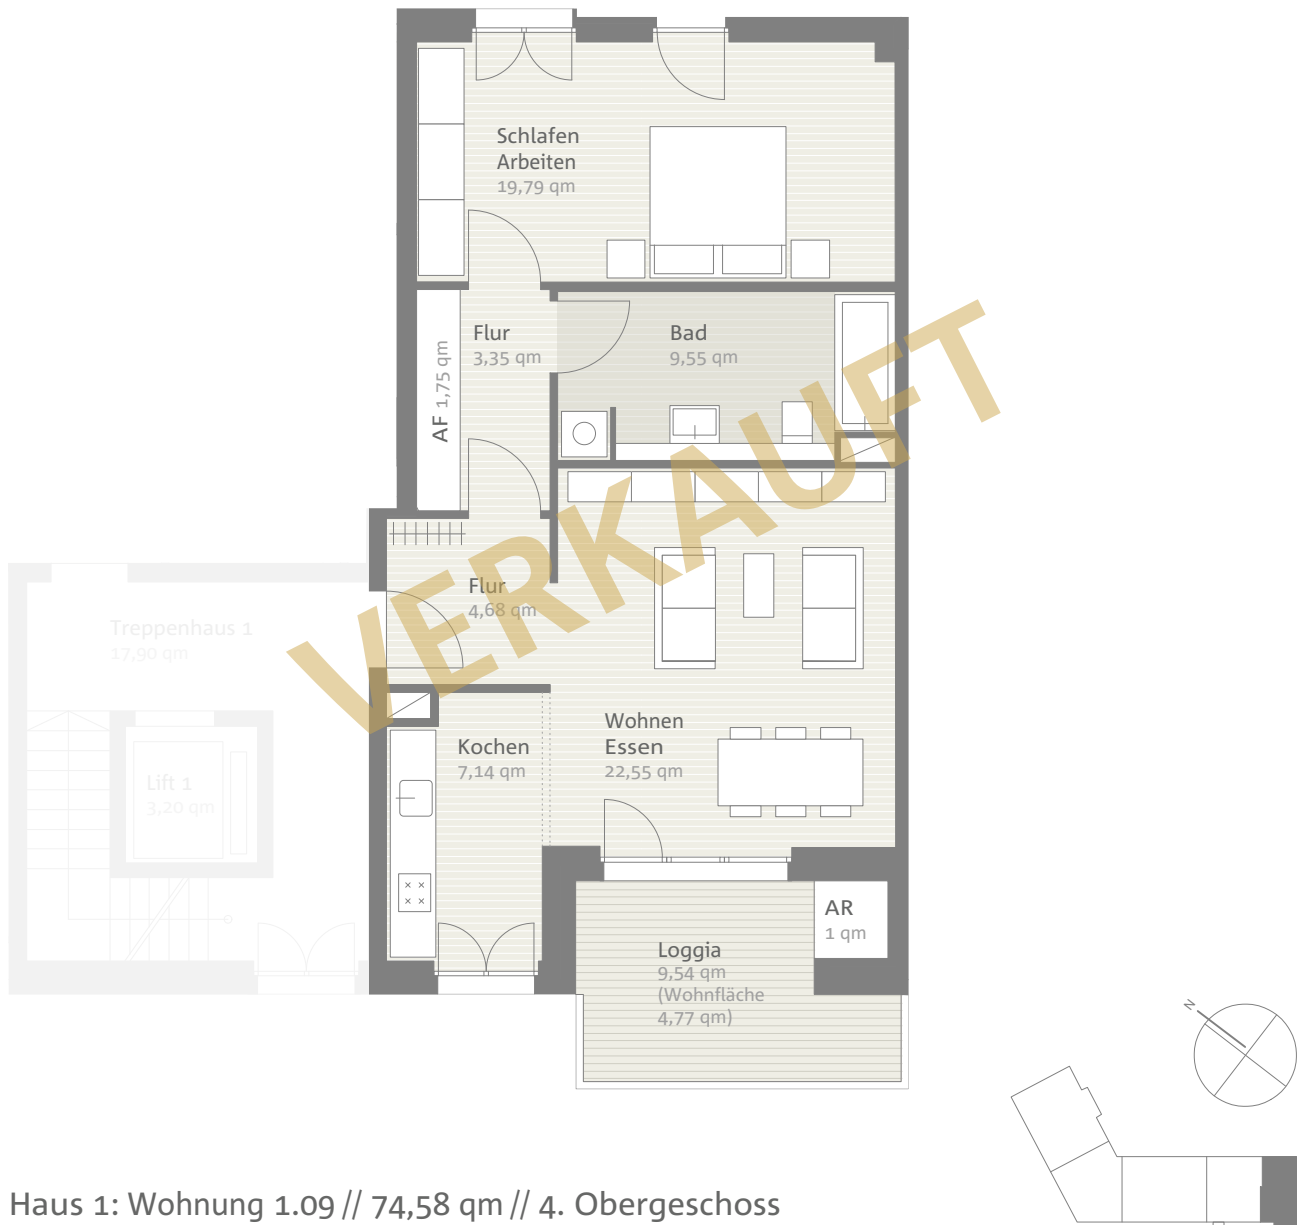 Schlafen
Arbeiten
19,79 qm
Flur
3,35 qm
Bad
9,55 qm
AF 1,75 qm
VERKAUFT
Flur
4,68 qm
Treppenhaus 1
17,90 qm
Wohnen
Essen
22,55 qm
Kochen
7,14 qm
Lift 1
3,20 qm
AR
1 qm
Loggia
9,54 qm
(Wohnfläche
4,77 qm)
N
Haus 1: Wohnung 1.09 // 74,58 qm // 4. Obergeschoss